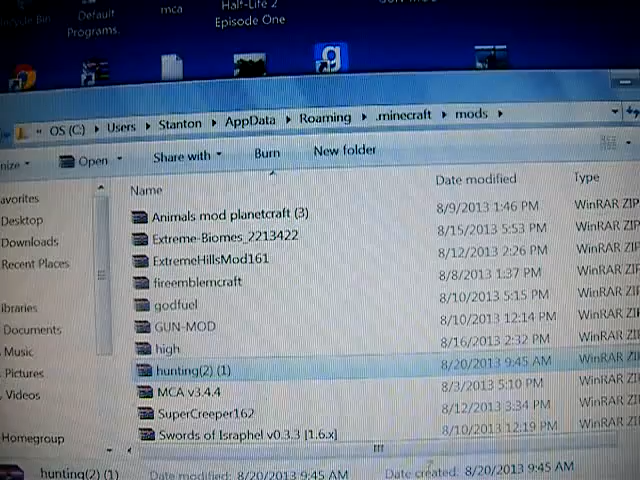 mca
Half-Life 2
Episode One
Default
Programs.
g
« OS (C:) ▸ Users ▸ Stanton ▸ AppData ▸ Roaming ▸ .minecraft ▸ mods ▸
Open Share with Burn New folder
Name Date modified Type
Animals mod planetcraft (3) 8/9/2013 1:46 PM WinRAR ZIP
Extreme-Biomes_2213422 8/15/2013 5:53 PM WinRAR ZIP
ExtremeHillsMod161 8/12/2013 2:26 PM WinRAR ZIP
fireemblemcraft 8/8/2013 1:37 PM WinRAR ZIP
godfuel 8/10/2013 5:15 PM WinRAR ZIP
GUN-MOD 8/10/2013 12:14 PM WinRAR ZIP
high 8/16/2013 2:32 PM WinRAR ZIP
hunting(2) (1) 8/20/2013 9:45 AM WinRAR ZIP
MCA v3.4.4 8/3/2013 5:10 PM WinRAR ZIP
SuperCreeper162 8/12/2013 3:34 PM WinRAR ZIP
Swords of Israphel v0.3.3 [1.6.x] 8/10/2013 12:19 PM WinRAR ZIP
avorites
Desktop
Downloads
Recent Places
ibraries
Documents
Music
Pictures
Videos
Homegroup
hunting(2) (1) Date modified: 8/20/2013 9:45 AM Date created: 8/20/2013 9:45 AM